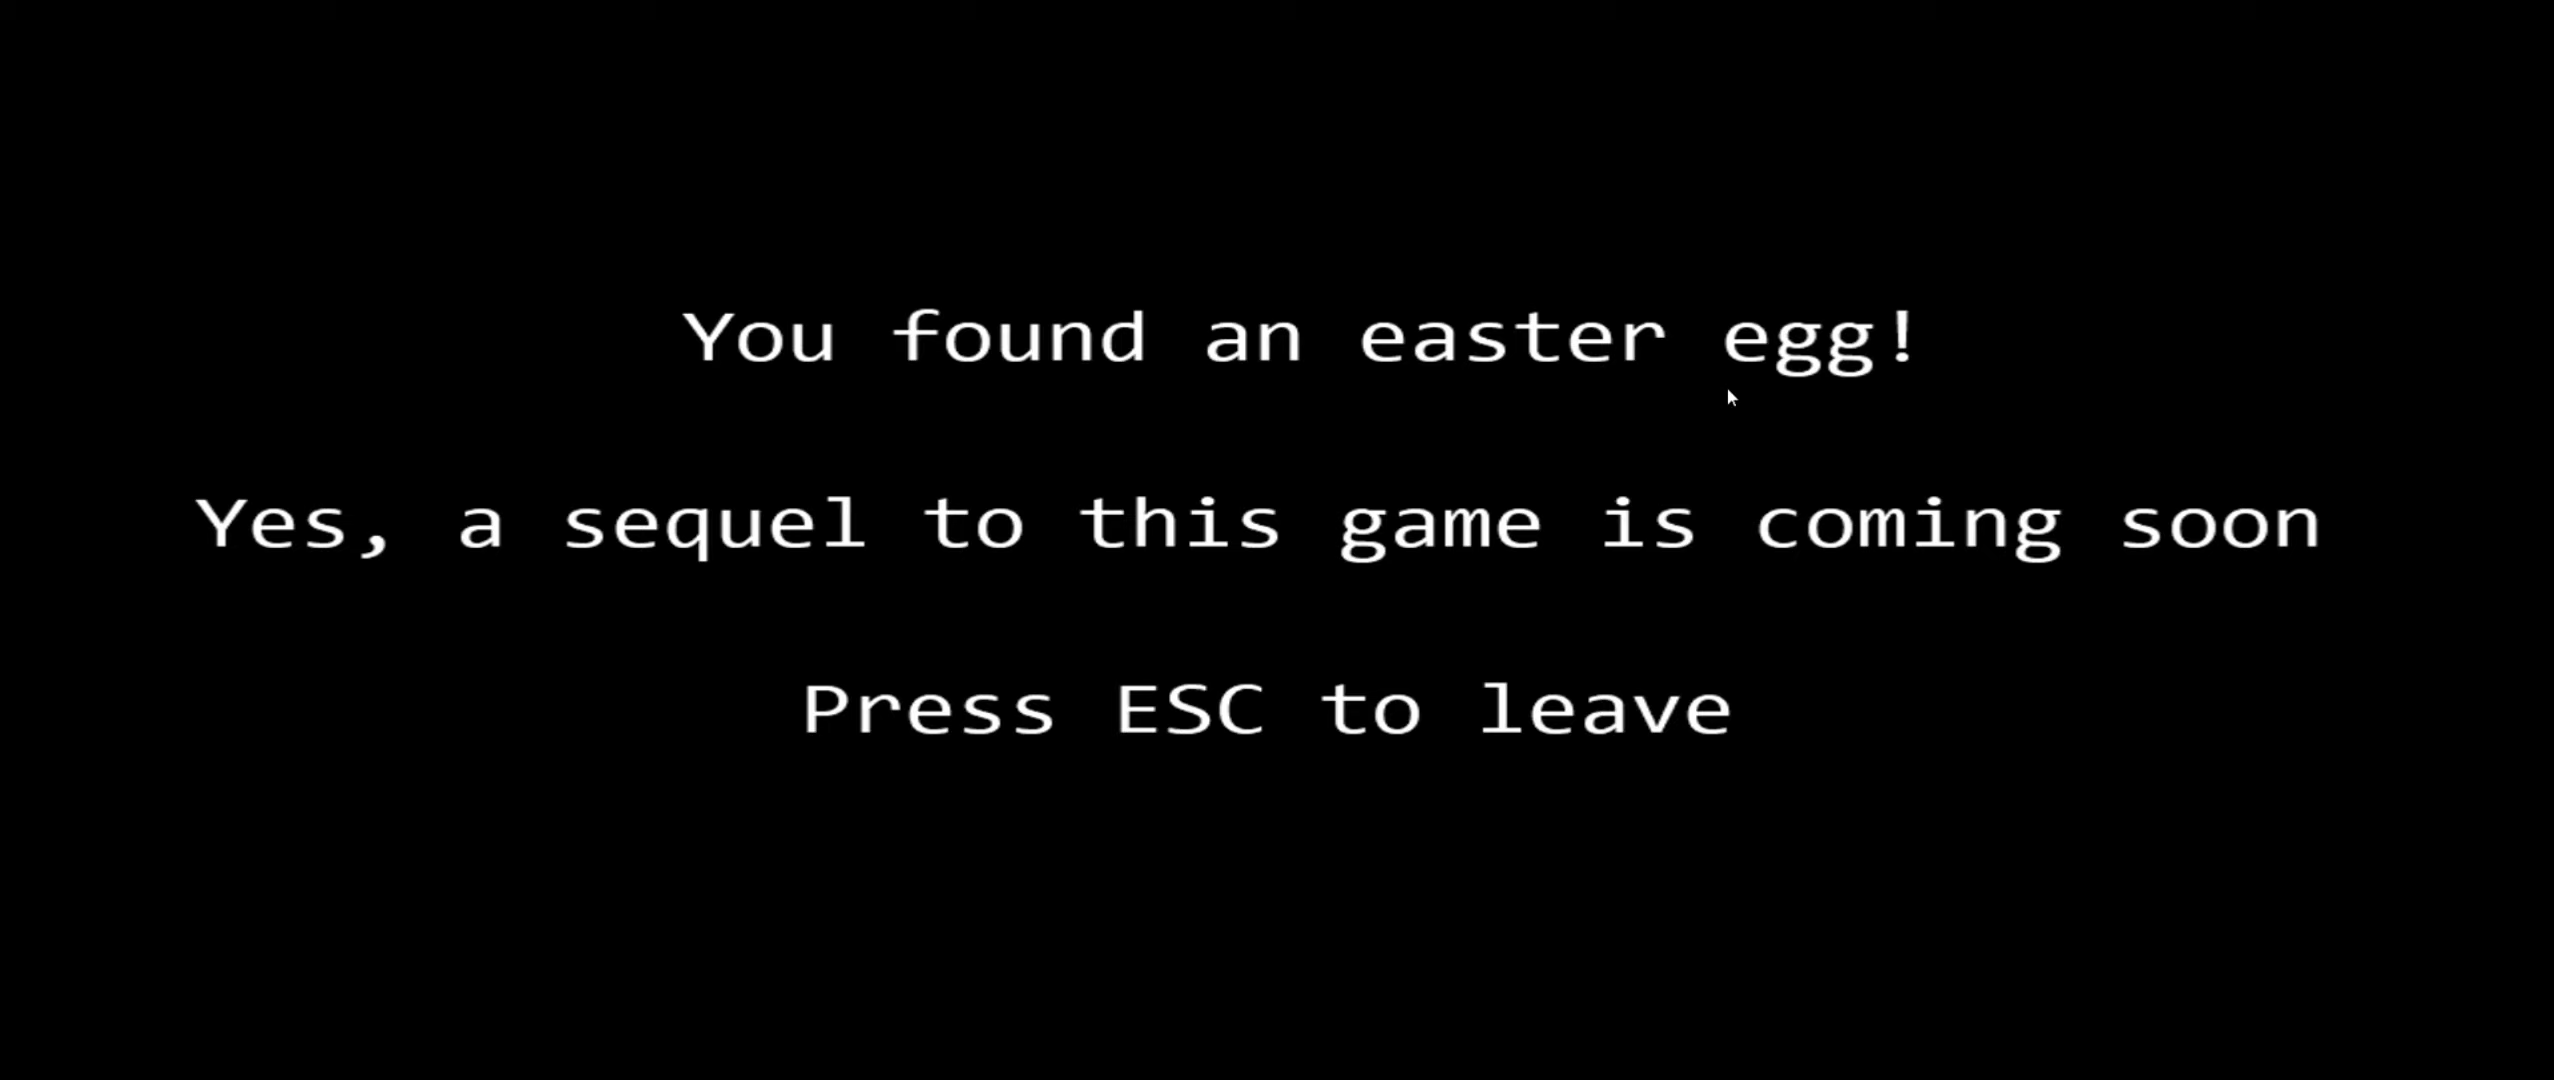 You found an easter egg!
Yes, a sequel to this game is coming soon
Press ESC to leave